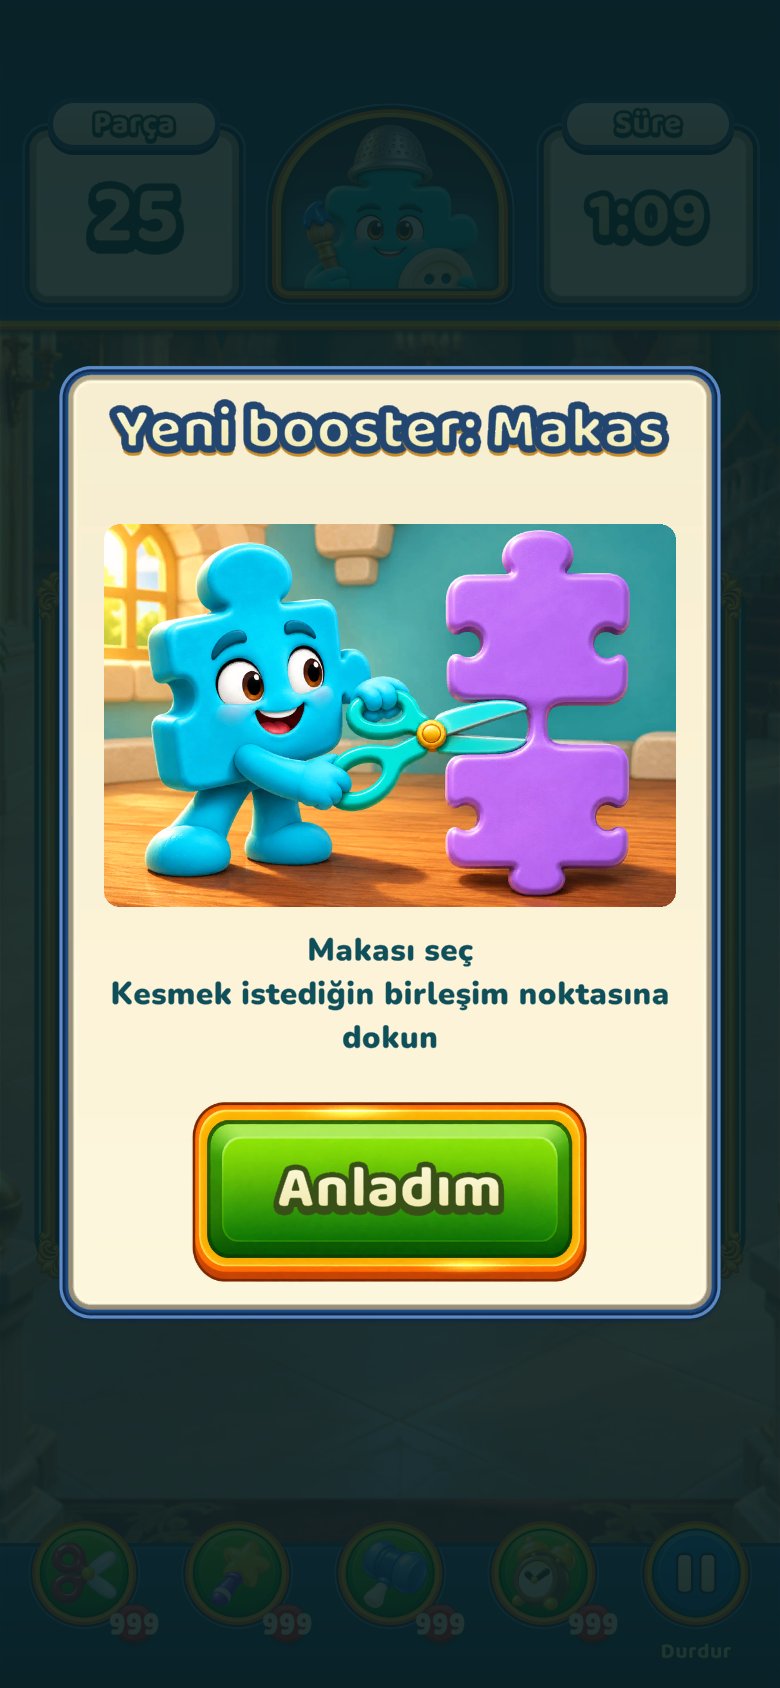 Parça
Süre
25
1:09
Yeni booster: Makas
Makası seç
Kesmek istediğin birleşim noktasına
dokun
Anladım
999
999
999
999
Durdur